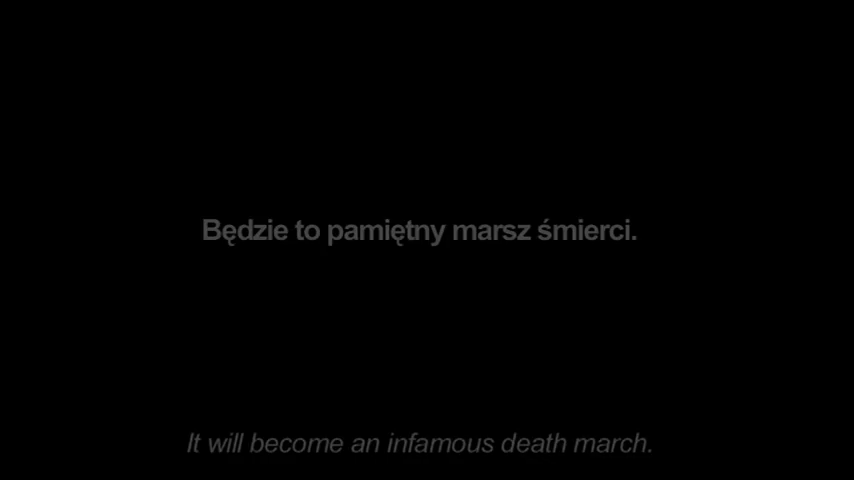 Będzie to pamiętny marsz śmierci.
It will become an infamous death march.